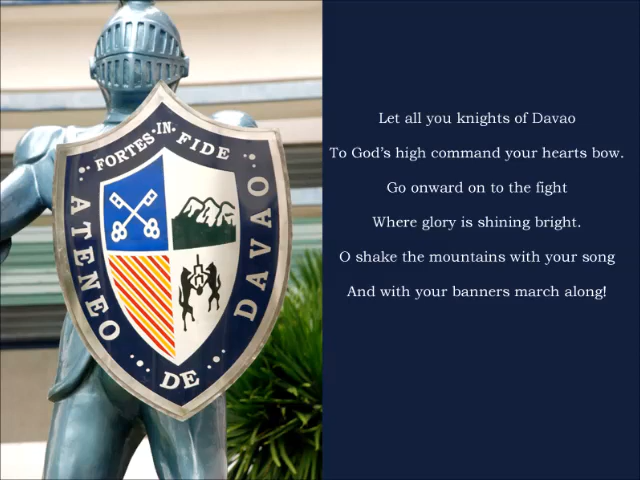 FORTES·IN·FIDE
ATENEO
DE
DAVAO
Let all you knights of Davao
To God's high command your hearts bow.
Go onward on to the fight
Where glory is shining bright.
O shake the mountains with your song
And with your banners march along!